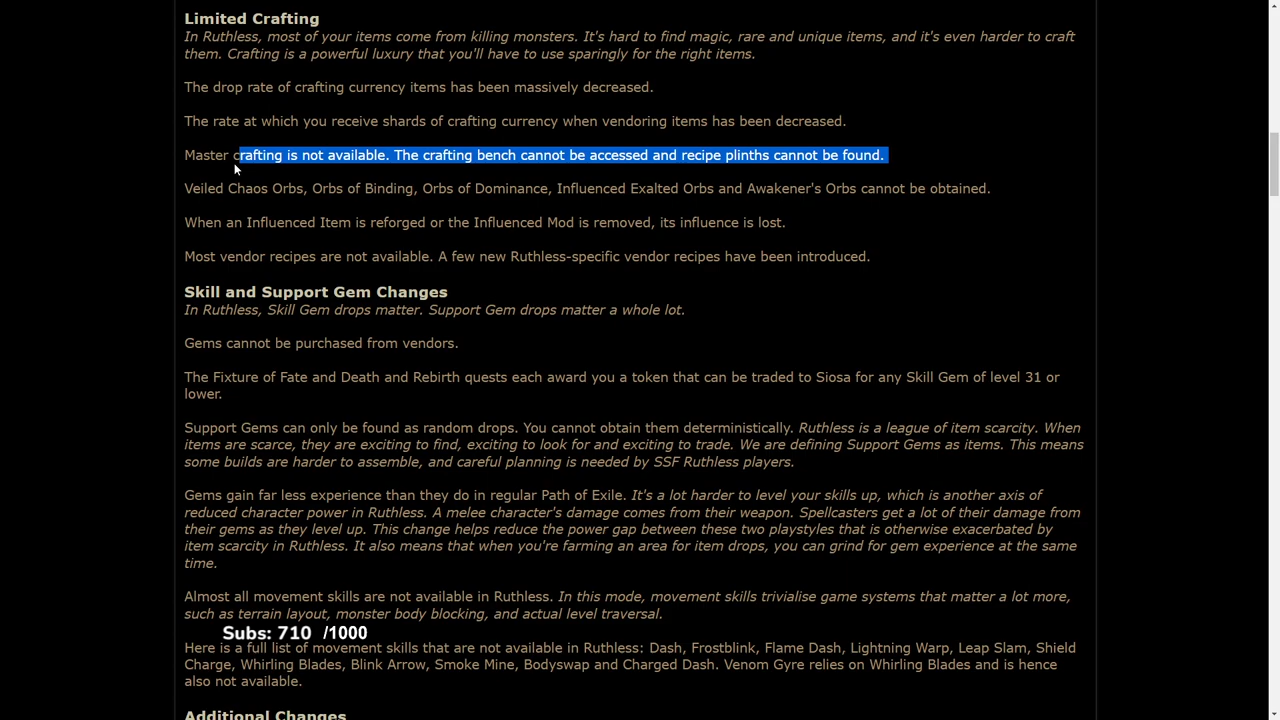 Limited Crafting
In Ruthless, most of your items come from killing monsters. It's hard to find magic, rare and unique items, and it's even harder to craft
them. Crafting is a powerful luxury that you'll have to use sparingly for the right items.
The drop rate of crafting currency items has been massively decreased.
The rate at which you receive shards of crafting currency when vendoring items has been decreased.
Master crafting is not available. The crafting bench cannot be accessed and recipe plinths cannot be found.
Veiled Chaos Orbs, Orbs of Binding, Orbs of Dominance, Influenced Exalted Orbs and Awakener's Orbs cannot be obtained.
When an Influenced Item is reforged or the Influenced Mod is removed, its influence is lost.
Most vendor recipes are not available. A few new Ruthless-specific vendor recipes have been introduced.
Skill and Support Gem Changes
In Ruthless, Skill Gem drops matter. Support Gem drops matter a whole lot.
Gems cannot be purchased from vendors.
The Fixture of Fate and Death and Rebirth quests each award you a token that can be traded to Siosa for any Skill Gem of level 31 or
lower.
Support Gems can only be found as random drops. You cannot obtain them deterministically. Ruthless is a league of item scarcity. When
items are scarce, they are exciting to find, exciting to look for and exciting to trade. We are defining Support Gems as items. This means
some builds are harder to assemble, and careful planning is needed by SSF Ruthless players.
Gems gain far less experience than they do in regular Path of Exile. It's a lot harder to level your skills up, which is another axis of
reduced character power in Ruthless. A melee character's damage comes from their weapon. Spellcasters get a lot of their damage from
their gems as they level up. This change helps reduce the power gap between these two playstyles that is otherwise exacerbated by
item scarcity in Ruthless. It also means that when you're farming an area for item drops, you can grind for gem experience at the same
time.
Almost all movement skills are not available in Ruthless. In this mode, movement skills trivialise game systems that matter a lot more,
such as terrain layout, monster body blocking, and actual level traversal.
Subs: 710 /1000
Here is a full list of movement skills that are not available in Ruthless: Dash, Frostblink, Flame Dash, Lightning Warp, Leap Slam, Shield
Charge, Whirling Blades, Blink Arrow, Smoke Mine, Bodyswap and Charged Dash. Venom Gyre relies on Whirling Blades and is hence
also not available.
Additional Changes